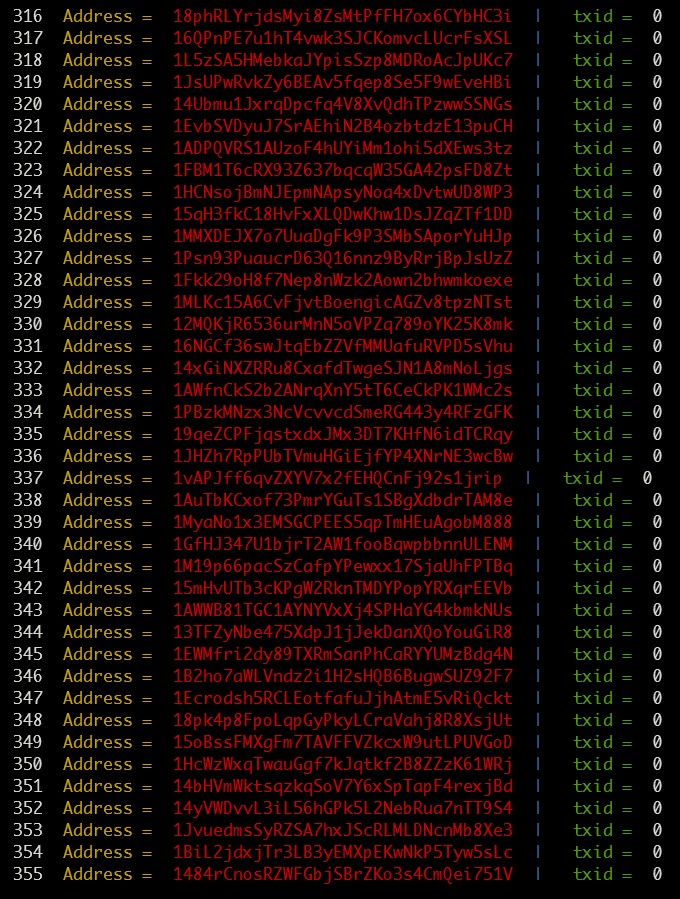 316 Address = 18phRLYrjdsMyi8ZsMtPfFH7ox6CYbHC3i | txid = 0
317 Address = 16QPnPE7u1hT4vwk3SJCKomvcLUcrFsXSL | txid = 0
318 Address = 1L5zSA5HMebkaJYpisSzp8MDRoAcJpUKc7 | txid = 0
319 Address = 1JsUPwRvkZy6BEAv5fqep8Se5F9wEveHBi | txid = 0
320 Address = 14Ubmu1JxrqDpcfq4V8XvQdhTPzwwSSNGs | txid = 0
321 Address = 1EvbSVDyuJ7SrAEhiN2B4ozbtdzE13puCH | txid = 0
322 Address = 1ADPQVRS1AUzoF4hUYiMm1ohi5dXEws3tz | txid = 0
323 Address = 1FBM1T6cRX93Z637bqcqW35GA42psFD8Zt | txid = 0
324 Address = 1HCNsojBmNJEpmNApsyNoa4xDvtwUD8WP3 | txid = 0
325 Address = 15qH3fkC18HvFxXLQDwKhw1DsJZqZTf1DD | txid = 0
326 Address = 1MMXDEJX7o7UuaDgFk9P3SMbSAporYuHJp | txid = 0
327 Address = 1Psn93PuaucrD63Q16nnz9ByRrjBpJsUzZ | txid = 0
328 Address = 1Fkk29oH8f7Nep8nWzk2Aown2bhwmkoexe | txid = 0
329 Address = 1MLKc15A6CvFjvtBoengicAGZv8tpzNTst | txid = 0
330 Address = 12MQKjR6536urMnN5oVPZq789oYK25K8mk | txid = 0
331 Address = 16NGCf36swJtqEbZZVfMMUafuRVPD5sVhu | txid = 0
332 Address = 14xGiNXZRRu8CxafdTwgeSJN1A8mNoLjgs | txid = 0
333 Address = 1AWfnCkS2b2ANrqXnY5tT6CeCkPK1WMc2s | txid = 0
334 Address = 1PBzkMNzx3NcVcvvcdSmeRG443y4RFzGFK | txid = 0
335 Address = 19qeZCPFjqstxdxJMx3DT7KHfN6idTCRqy | txid = 0
336 Address = 1JHZh7RpPUbTVmuHGiEjfYP4XNrNE3wcBw | txid = 0
337 Address = 1vAPJff6qvZXYV7x2fEHQCnFj92s1jrip | txid = 0
338 Address = 1AuTbKCxof73PmrYGuTs1SBgXdbdrTAM8e | txid = 0
339 Address = 1MyaNo1x3EMSGCPEES5qpTmHEuAgobM888 | txid = 0
340 Address = 1GfHJ347U1bjrT2AW1fooBqwpbbnnULENM | txid = 0
341 Address = 1M19p66pacSzCafpYPewxx17SjaUhFPTBq | txid = 0
342 Address = 15mHvUTb3cKPgW2RknTMDYPopYRXqrEEVb | txid = 0
343 Address = 1AWWB81TGC1AYNYVxXj4SPHaYG4kbmkNUs | txid = 0
344 Address = 13TFZyNbe475XdpJ1jJekDanXQoYouGiR8 | txid = 0
345 Address = 1EWMfri2dy89TXRmSanPhCaRYYUMzBdg4N | txid = 0
346 Address = 1B2ho7aWLVndz2i1H2sHQB6BugwSUZ92F7 | txid = 0
347 Address = 1Ecrodsh5RCLEotfafuJjhAtmE5vRiQckt | txid = 0
348 Address = 18pk4p8FpoLqpGyPkyLCraVahj8R8XsjUt | txid = 0
349 Address = 15oBssFMXgFm7TAVFFVZkcxW9utLPUVGoD | txid = 0
350 Address = 1HcWzWxqTwauGgf7kJqtkf2B8ZZzK61WRj | txid = 0
351 Address = 14bHVmWktsqzkqSoV7Y6xSpTapF4rexjBd | txid = 0
352 Address = 14yVWDvvL3iL56hGPk5L2NebRua7nTT9S4 | txid = 0
353 Address = 1JvuedmsSyRZSA7hxJScRLMLDNcnMb8Xe3 | txid = 0
354 Address = 1BiL2jdxjTr3LB3yEMXpEKwNkP5Tyw5sLc | txid = 0
355 Address = 1484rCnosRZWFGbjSBrZKo3s4CmQei751V | txid = 0